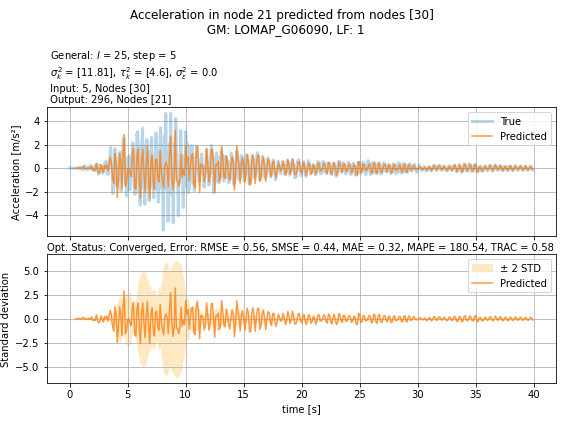 Acceleration in node 21 predicted from nodes [30]
GM: LOMAP_G06090, LF: 1
General: l = 25, step = 5
σ²ₖ = [11.81], τ²ₖ = [4.6], σ²ε = 0.0
Input: 5, Nodes [30]
Output: 296, Nodes [21]
Acceleration [m/s²]
4
2
0
−2
−4
True
Predicted
Opt. Status: Converged, Error: RMSE = 0.56, SMSE = 0.44, MAE = 0.32, MAPE = 180.54, TRAC = 0.58
Standard deviation
5.0
2.5
0.0
−2.5
−5.0
± 2 STD
Predicted
0 5 10 15 20 25 30 35 40
time [s]